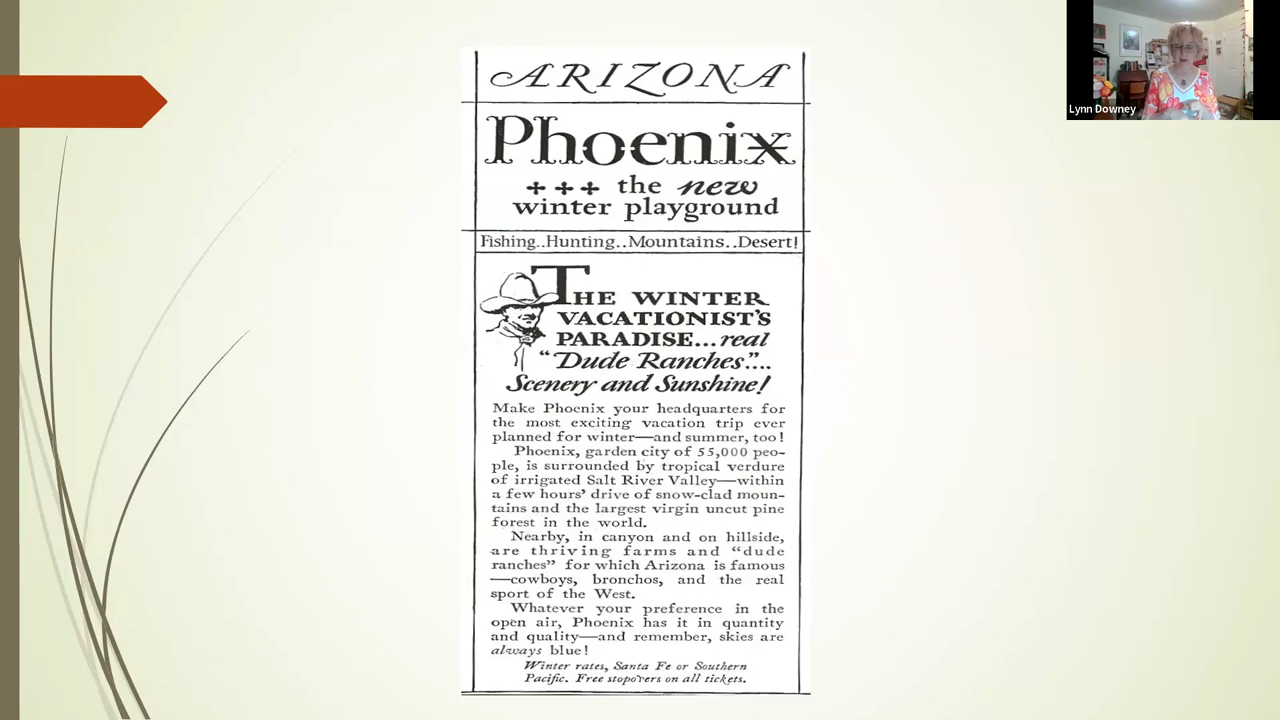 ARIZONA
Phoenix
+++ the new
winter playground
Fishing..Hunting..Mountains..Desert!
THE WINTER
VACATIONIST'S
PARADISE...real
"Dude Ranches"....
Scenery and Sunshine!
Make Phoenix your headquarters for
the most exciting vacation trip ever
planned for winter—and summer, too!
Phoenix, garden city of 55,000 peo-
ple, is surrounded by tropical verdure
of irrigated Salt River Valley—within
a few hours' drive of snow-clad moun-
tains and the largest virgin uncut pine
forest in the world.
Nearby, in canyon and on hillside,
are thriving farms and "dude
ranches" for which Arizona is famous
—cowboys, bronchos, and the real
sport of the West.
Whatever your preference in the
open air, Phoenix has it in quantity
and quality—and remember, skies are
always blue!
Winter rates, Santa Fe or Southern
Pacific. Free stopovers on all tickets.
Lynn Downey